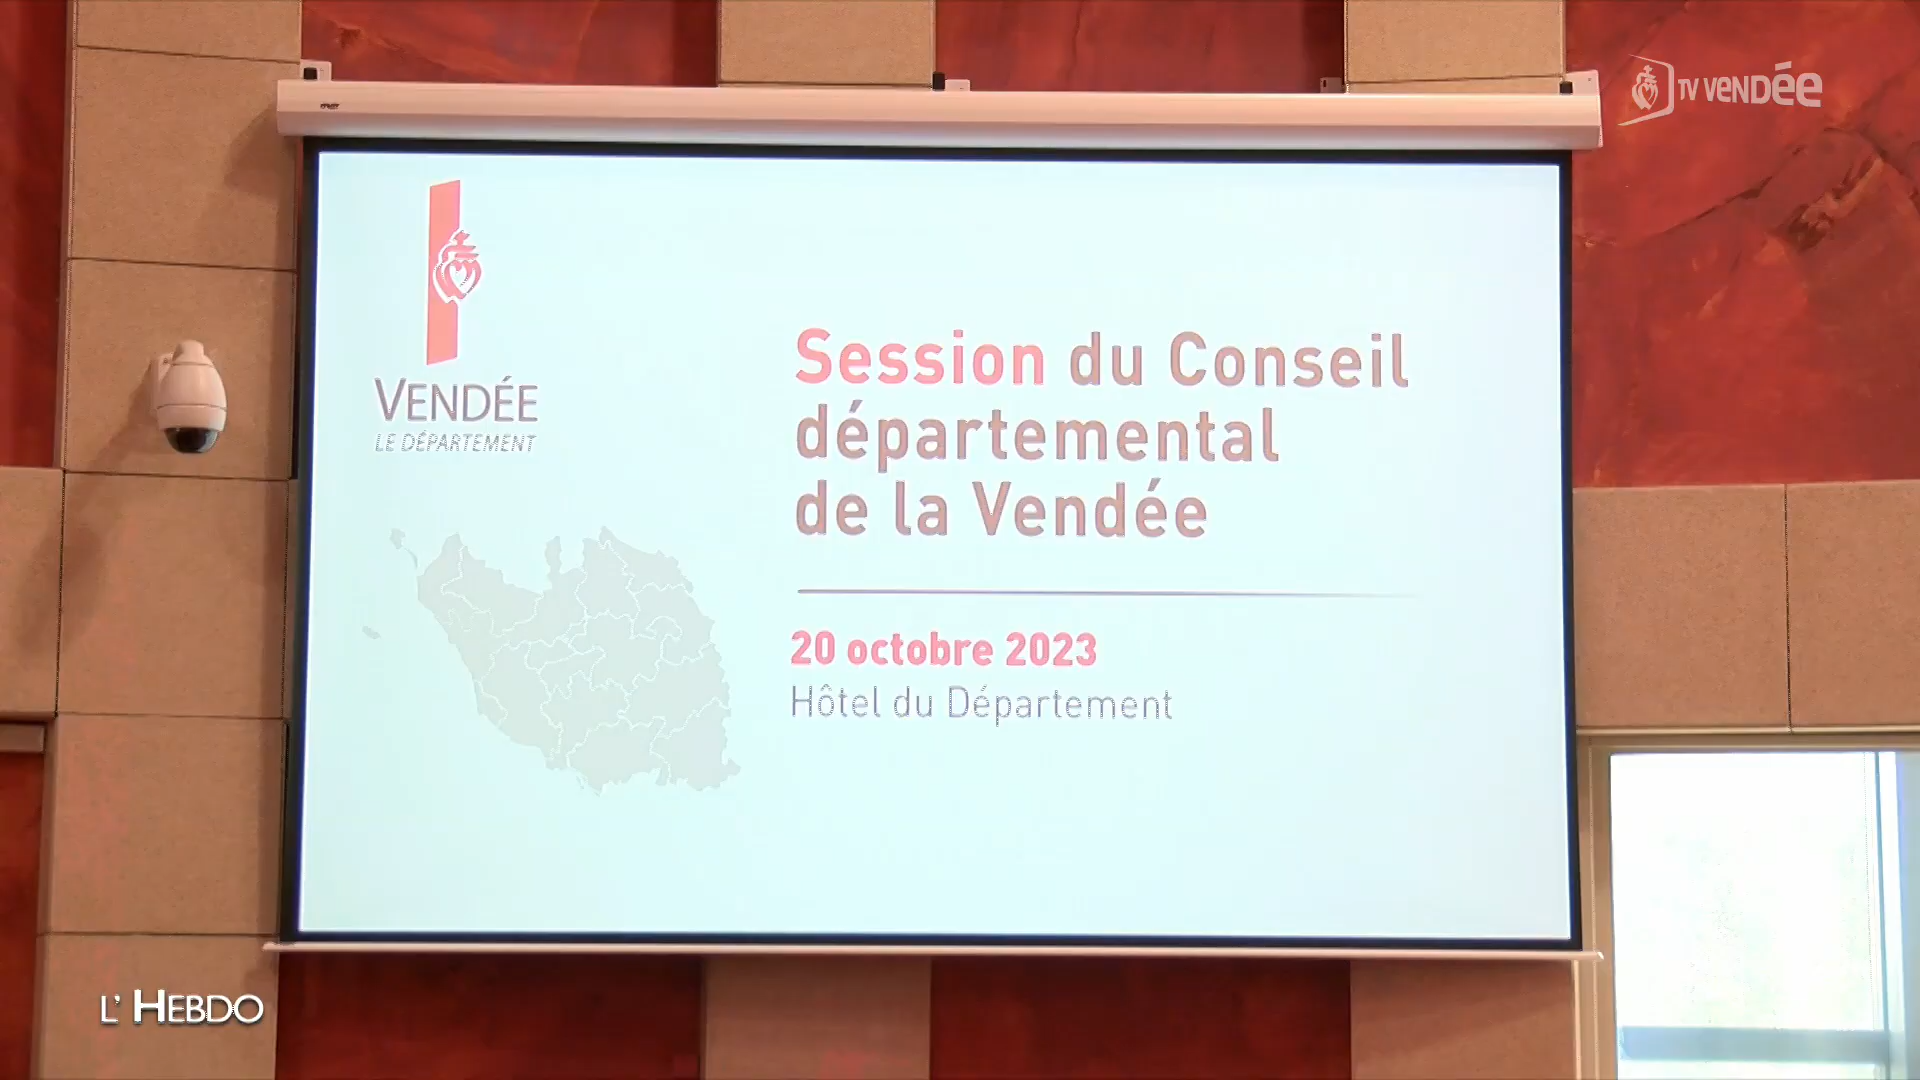 TV VENDÉE
VENDÉE
LE DÉPARTEMENT
Session du Conseil
départemental
de la Vendée
20 octobre 2023
Hôtel du Département
L'HEBDO